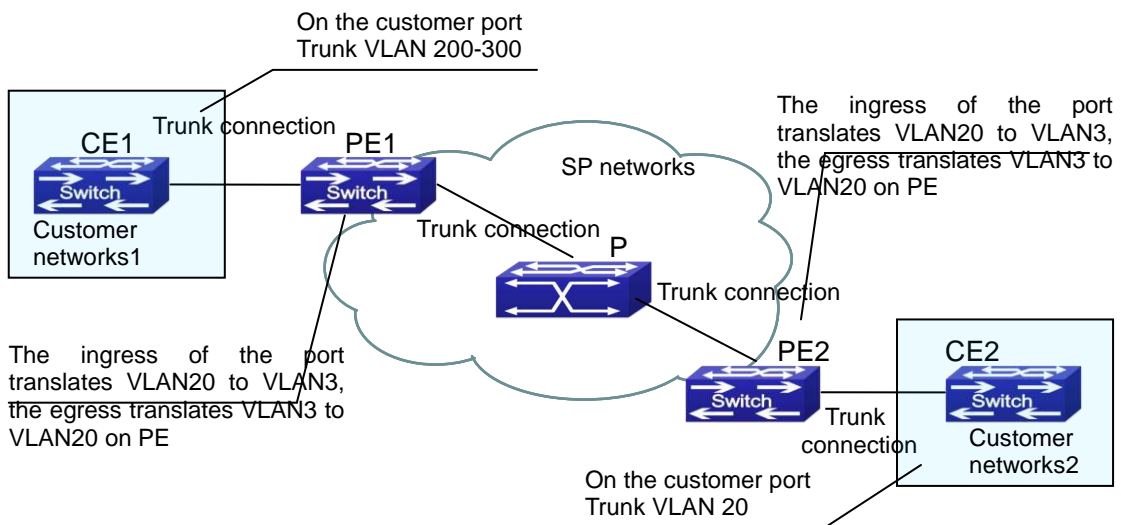 On the customer port
Trunk VLAN 200-300
Trunk connection
CE1
Switch
Customer
networks1
PE1
Switch
SP networks
Trunk connection
P
Trunk connection
The ingress of the port
translates VLAN20 to VLAN3,
the egress translates VLAN3 to
VLAN20 on PE
The ingress of the port
translates VLAN20 to VLAN3,
the egress translates VLAN3 to
VLAN20 on PE
PE2
Switch
Trunk
connection
CE2
Switch
Customer
networks2
On the customer port
Trunk VLAN 20